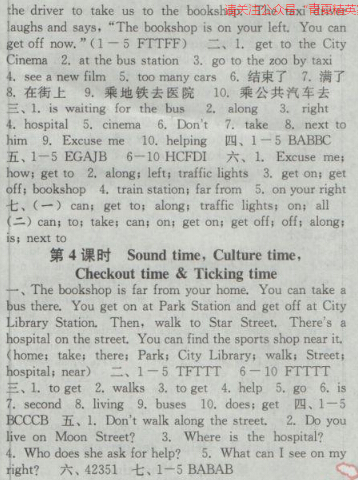 the driver to take us to the bookshop. The taxi driver
laughs and says, "The bookshop is on your left. You can
get off now."(1-5 FTTFF) 二、1. get to the City
Cinema 2. at the bus station 3. go to the zoo by taxi
4. see a new film 5. too many cars 6. 结束了 7. 满了
8. 在街上 9. 乘地铁去医院 10. 乘公共汽车去
三、1. is waiting for the bus 2. along 3. right
4. hospital 5. cinema 6. Don't 7. take 8. next to
him 9. Excuse me 10. helping 四、1-5 BABBC
五、1-5 EGAJB 6-10 HCFDI 六、1. Excuse me;
how; get to 2. along; left; traffic lights 3. get on; get
off; bookshop 4. train station; far from 5. on your right
七、(一) can; get to; along; traffic lights; on; all
(二) can; to; take; can; on; get on; get off; off; along;
is; next to
第 4 课时 Sound time, Culture time,
Checkout time & Ticking time
一、The bookshop is far from your home. You can take a
bus there. You get on at Park Station and get off at City
Library Station. Then, walk to Star Street. There's a
hospital on the street. You can find the sports shop near it.
(home; take; there; Park; City Library; walk; Street;
hospital; near) 二、1-5 TFTTT 6-10 FTTTT
三、1. to get 2. walks 3. to get 4. help 5. go 6. is
7. second 8. living 9. buses 10. does; get 四、1-5
BCCCB 五、1. Don't walk along the street. 2. Do you
live on Moon Street? 3. Where is the hospital?
4. Who does she ask for help? 5. What can I see on my
right? 六、42351 七、1-5 BABAB